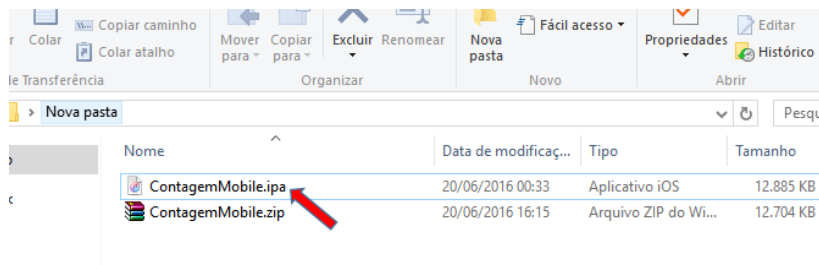 Copiar caminho
Colar
Colar atalho
Mover para
Copiar para
Excluir
Renomear
Nova pasta
Fácil acesso
Propriedades
Editar
Histórico
de Transferência
Organizar
Novo
Abrir
Nova pasta
Pesqu
Nome
Data de modificaç...
Tipo
Tamanho
ContagemMobile.ipa
20/06/2016 00:33
Aplicativo iOS
12.885 KB
ContagemMobile.zip
20/06/2016 16:15
Arquivo ZIP do Wi...
12.704 KB